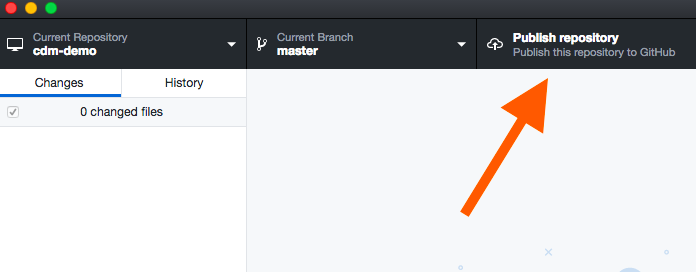 Current Repository
cdm-demo
Current Branch
master
Publish repository
Publish this repository to GitHub
Changes
History
0 changed files